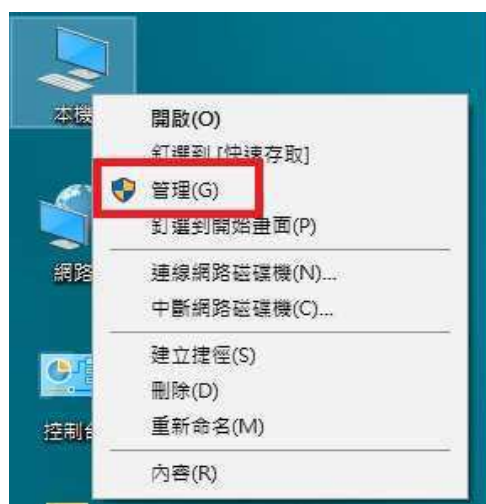 本機
開啟(O)
釘選到 [快速存取]
管理(G)
釘選到開始畫面(P)
網路
連線網路磁碟機(N)...
中斷網路磁碟機(C)...
建立捷徑(S)
刪除(D)
控制台
重新命名(M)
內容(R)